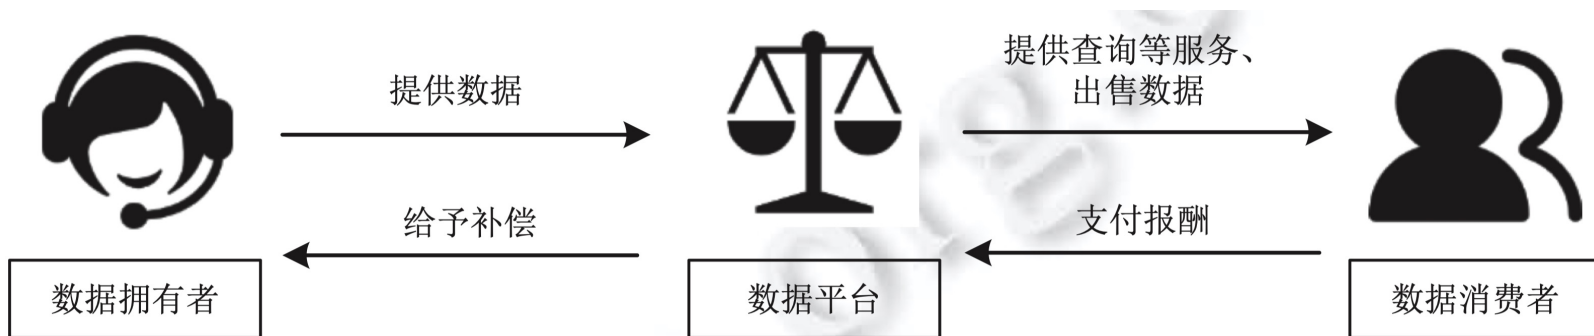 提供数据
给予补偿
提供查询等服务、
出售数据
支付报酬
数据拥有者
数据平台
数据消费者